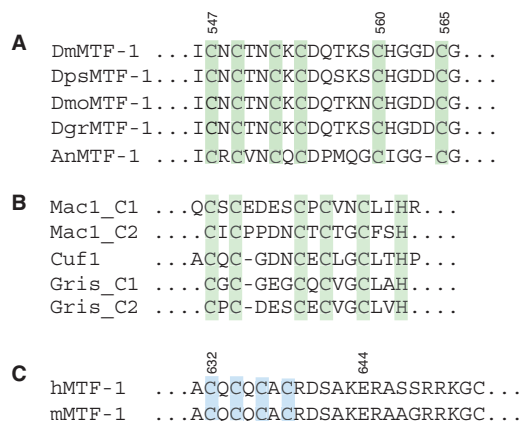 547 560 565
A DmMTF-1 ...ICNCTNCKCDQTKSCHGGDCG...
DpsMTF-1 ...ICNCTNCKCDQSKSCHGGDCG...
DmoMTF-1 ...ICNCTNCKCDQTKNCHGDDCG...
DgrMTF-1 ...ICNCTNCKCDQTKSCHGDDCG...
AnMTF-1 ...ICRCVNCQCDPMQGCIGG-CG...
B Mac1_C1 ...QCSCEDESCPCVNCLIHR....
Mac1_C2 ....CICPPDNCTCTGCFSH....
Cuf1 ...ACQC-GDNCECLGCLTHP....
Gris_C1 ....CGC-GEGCQCVGCLAH....
Gris_C2 ....CPC-DESCECVGCLVH....
632 644
C hMTF-1 ...ACQCQCACRDSAKERASSRRKGC...
mMTF-1 ...ACQCQCACRDSAKERAAGRRKGC...